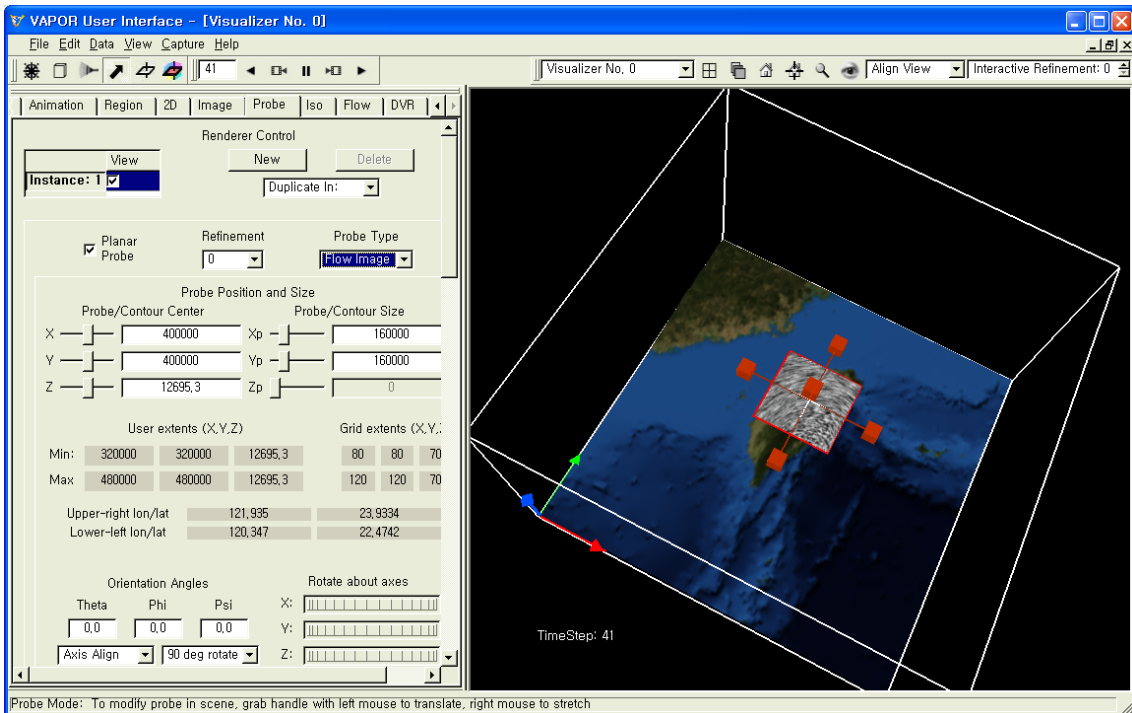 VAPOR User Interface - [Visualizer No. 0]
File Edit Data View Capture Help
41 Visualizer No. 0 Align View Interactive Refinement: 0
Animation Region 2D Image Probe Iso Flow DVR
Renderer Control
View New Delete
Instance: 1
Duplicate In:
Planar Probe Refinement Probe Type
0 Flow Image
Probe Position and Size
Probe/Contour Center Probe/Contour Size
X 400000 Xp 160000
Y 400000 Yp 160000
Z 12695,3 Zp 0
User extents (X,Y,Z) Grid extents (X,Y,
Min: 320000 320000 12695,3 80 80 70
Max 480000 480000 12695,3 120 120 70
Upper-right lon/lat 121,935 23,9334
Lower-left lon/lat 120,347 22,4742
Orientation Angles Rotate about axes
Theta Phi Psi X:
0,0 0,0 0,0 Y:
Axis Align 90 deg rotate Z:
TimeStep: 41
Probe Mode: To modify probe in scene, grab handle with left mouse to translate, right mouse to stretch